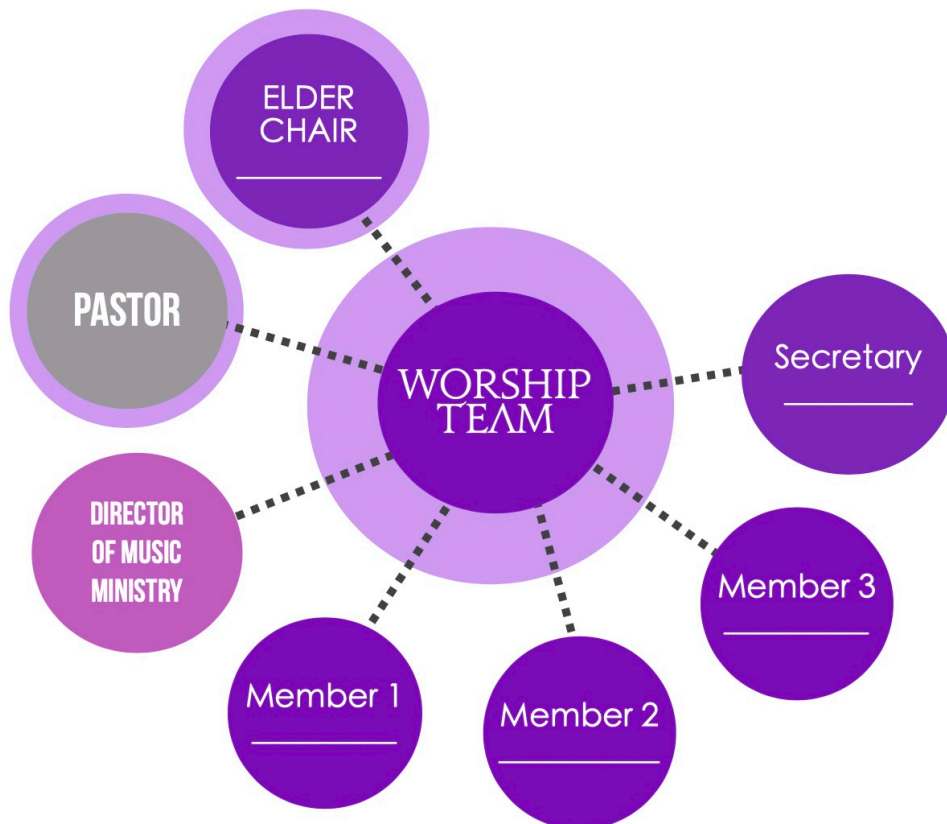 ELDER
CHAIR
PASTOR
WORSHIP
TEAM
Secretary
DIRECTOR
OF MUSIC
MINISTRY
Member 3
Member 1
Member 2